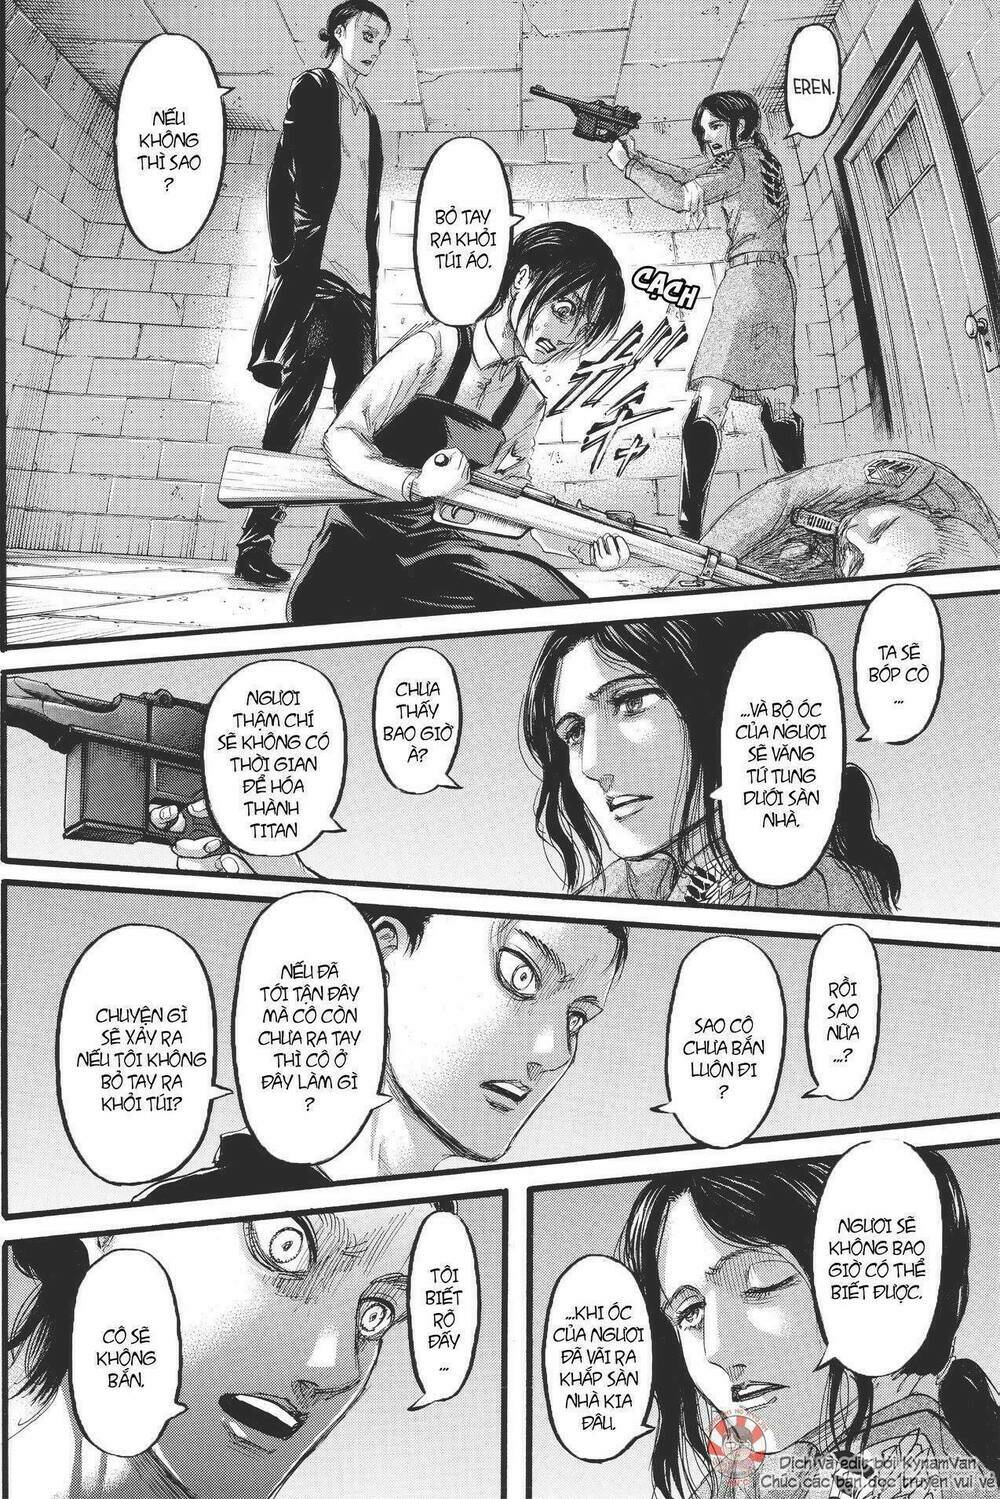 EREN.
BỎ TAY
RA KHỎI
TÚI ÁO.
CẠCH
NẾU
KHÔNG
THÌ SAO
?
TA SẼ
BÓP CÒ
...
...VÀ BỘ ÓC
CỦA NGƯƠI
SẼ VĂNG
TỨ TUNG
DƯỚI SÀN
NHÀ.
CHƯA
THẤY
BAO GIỜ
À?
NGƯƠI
THẬM CHÍ
SẼ KHÔNG CÓ
THỜI GIAN
ĐỂ HÓA
THÀNH
TITAN
RỒI
SAO
NỮA
...?
SAO CÔ
CHƯA BẮN
LUÔN ĐI
?
NẾU ĐÃ
TỚI TẬN ĐÂY
MÀ CÔ CÒN
CHƯA RA TAY
THÌ CÔ Ở
ĐÂY LÀM GÌ
?
CHUYỆN GÌ
SẼ XẢY RA
NẾU TÔI KHÔNG
BỎ TAY RA
KHỎI TÚI?
NGƯƠI SẼ
KHÔNG BAO
GIỜ CÓ THỂ
BIẾT ĐƯỢC.
...KHI ÓC
CỦA NGƯƠI
ĐÃ VÃI RA
KHẮP SÀN
NHÀ KIA
ĐÂU.
TÔI
BIẾT
RÕ
ĐẤY
...
CÔ SẼ
KHÔNG
BẮN.
Dịch và edit bởi KynamVan
Chúc các bạn đọc truyện vui vẻ